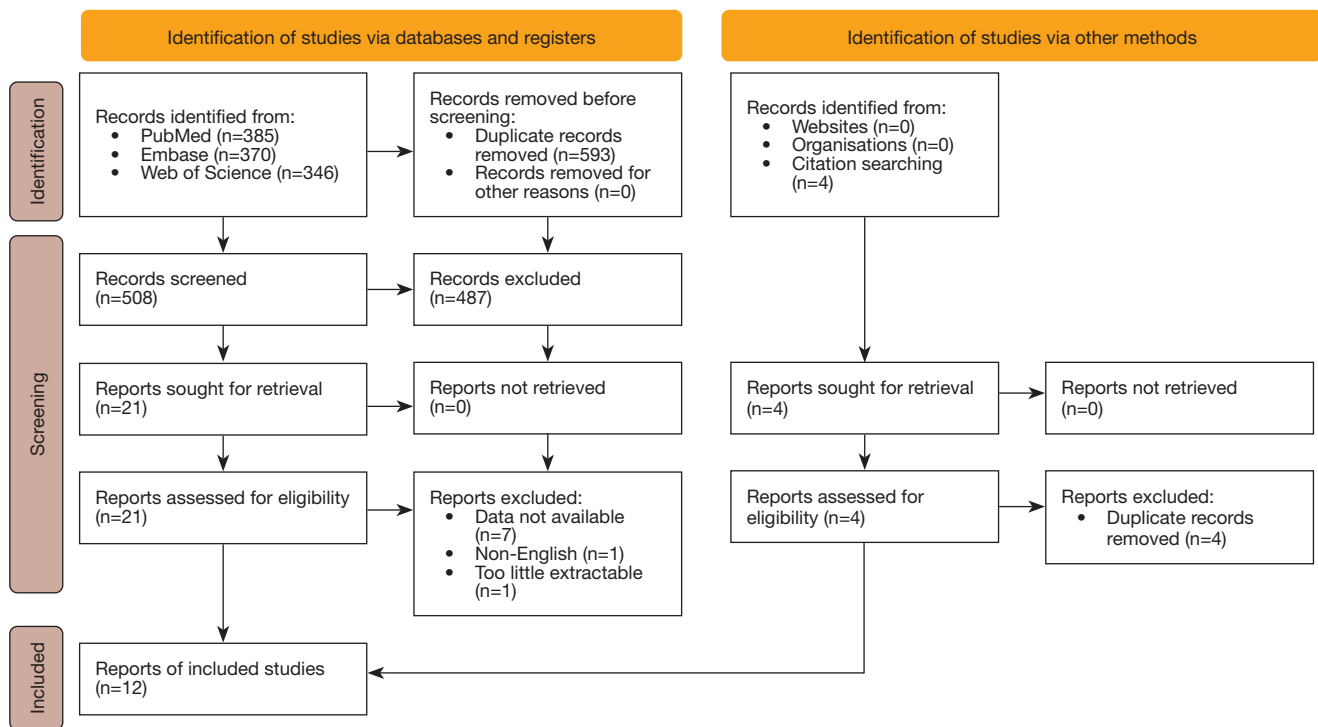 Identification of studies via databases and registers
Identification of studies via other methods
Identification
Records identified from:
• PubMed (n=385)
• Embase (n=370)
• Web of Science (n=346)
Records removed before
screening:
• Duplicate records
removed (n=593)
• Records removed for
other reasons (n=0)
Records identified from:
• Websites (n=0)
• Organisations (n=0)
• Citation searching
(n=4)
Screening
Records screened
(n=508)
Records excluded
(n=487)
Reports sought for retrieval
(n=21)
Reports not retrieved
(n=0)
Reports sought for retrieval
(n=4)
Reports not retrieved
(n=0)
Reports assessed for eligibility
(n=21)
Reports excluded:
• Data not available
(n=7)
• Non-English (n=1)
• Too little extractable
(n=1)
Reports assessed for
eligibility (n=4)
Reports excluded:
• Duplicate records
removed (n=4)
Included
Reports of included studies
(n=12)